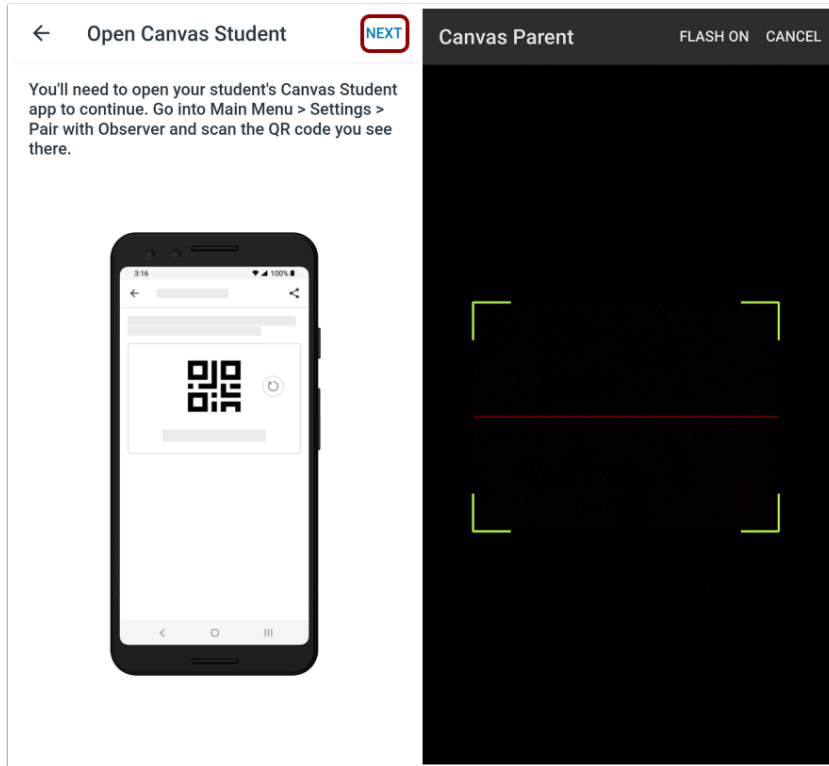 Open Canvas Student
NEXT
You'll need to open your student's Canvas Student
app to continue. Go into Main Menu > Settings >
Pair with Observer and scan the QR code you see
there.
3:16
100%
Canvas Parent
FLASH ON
CANCEL